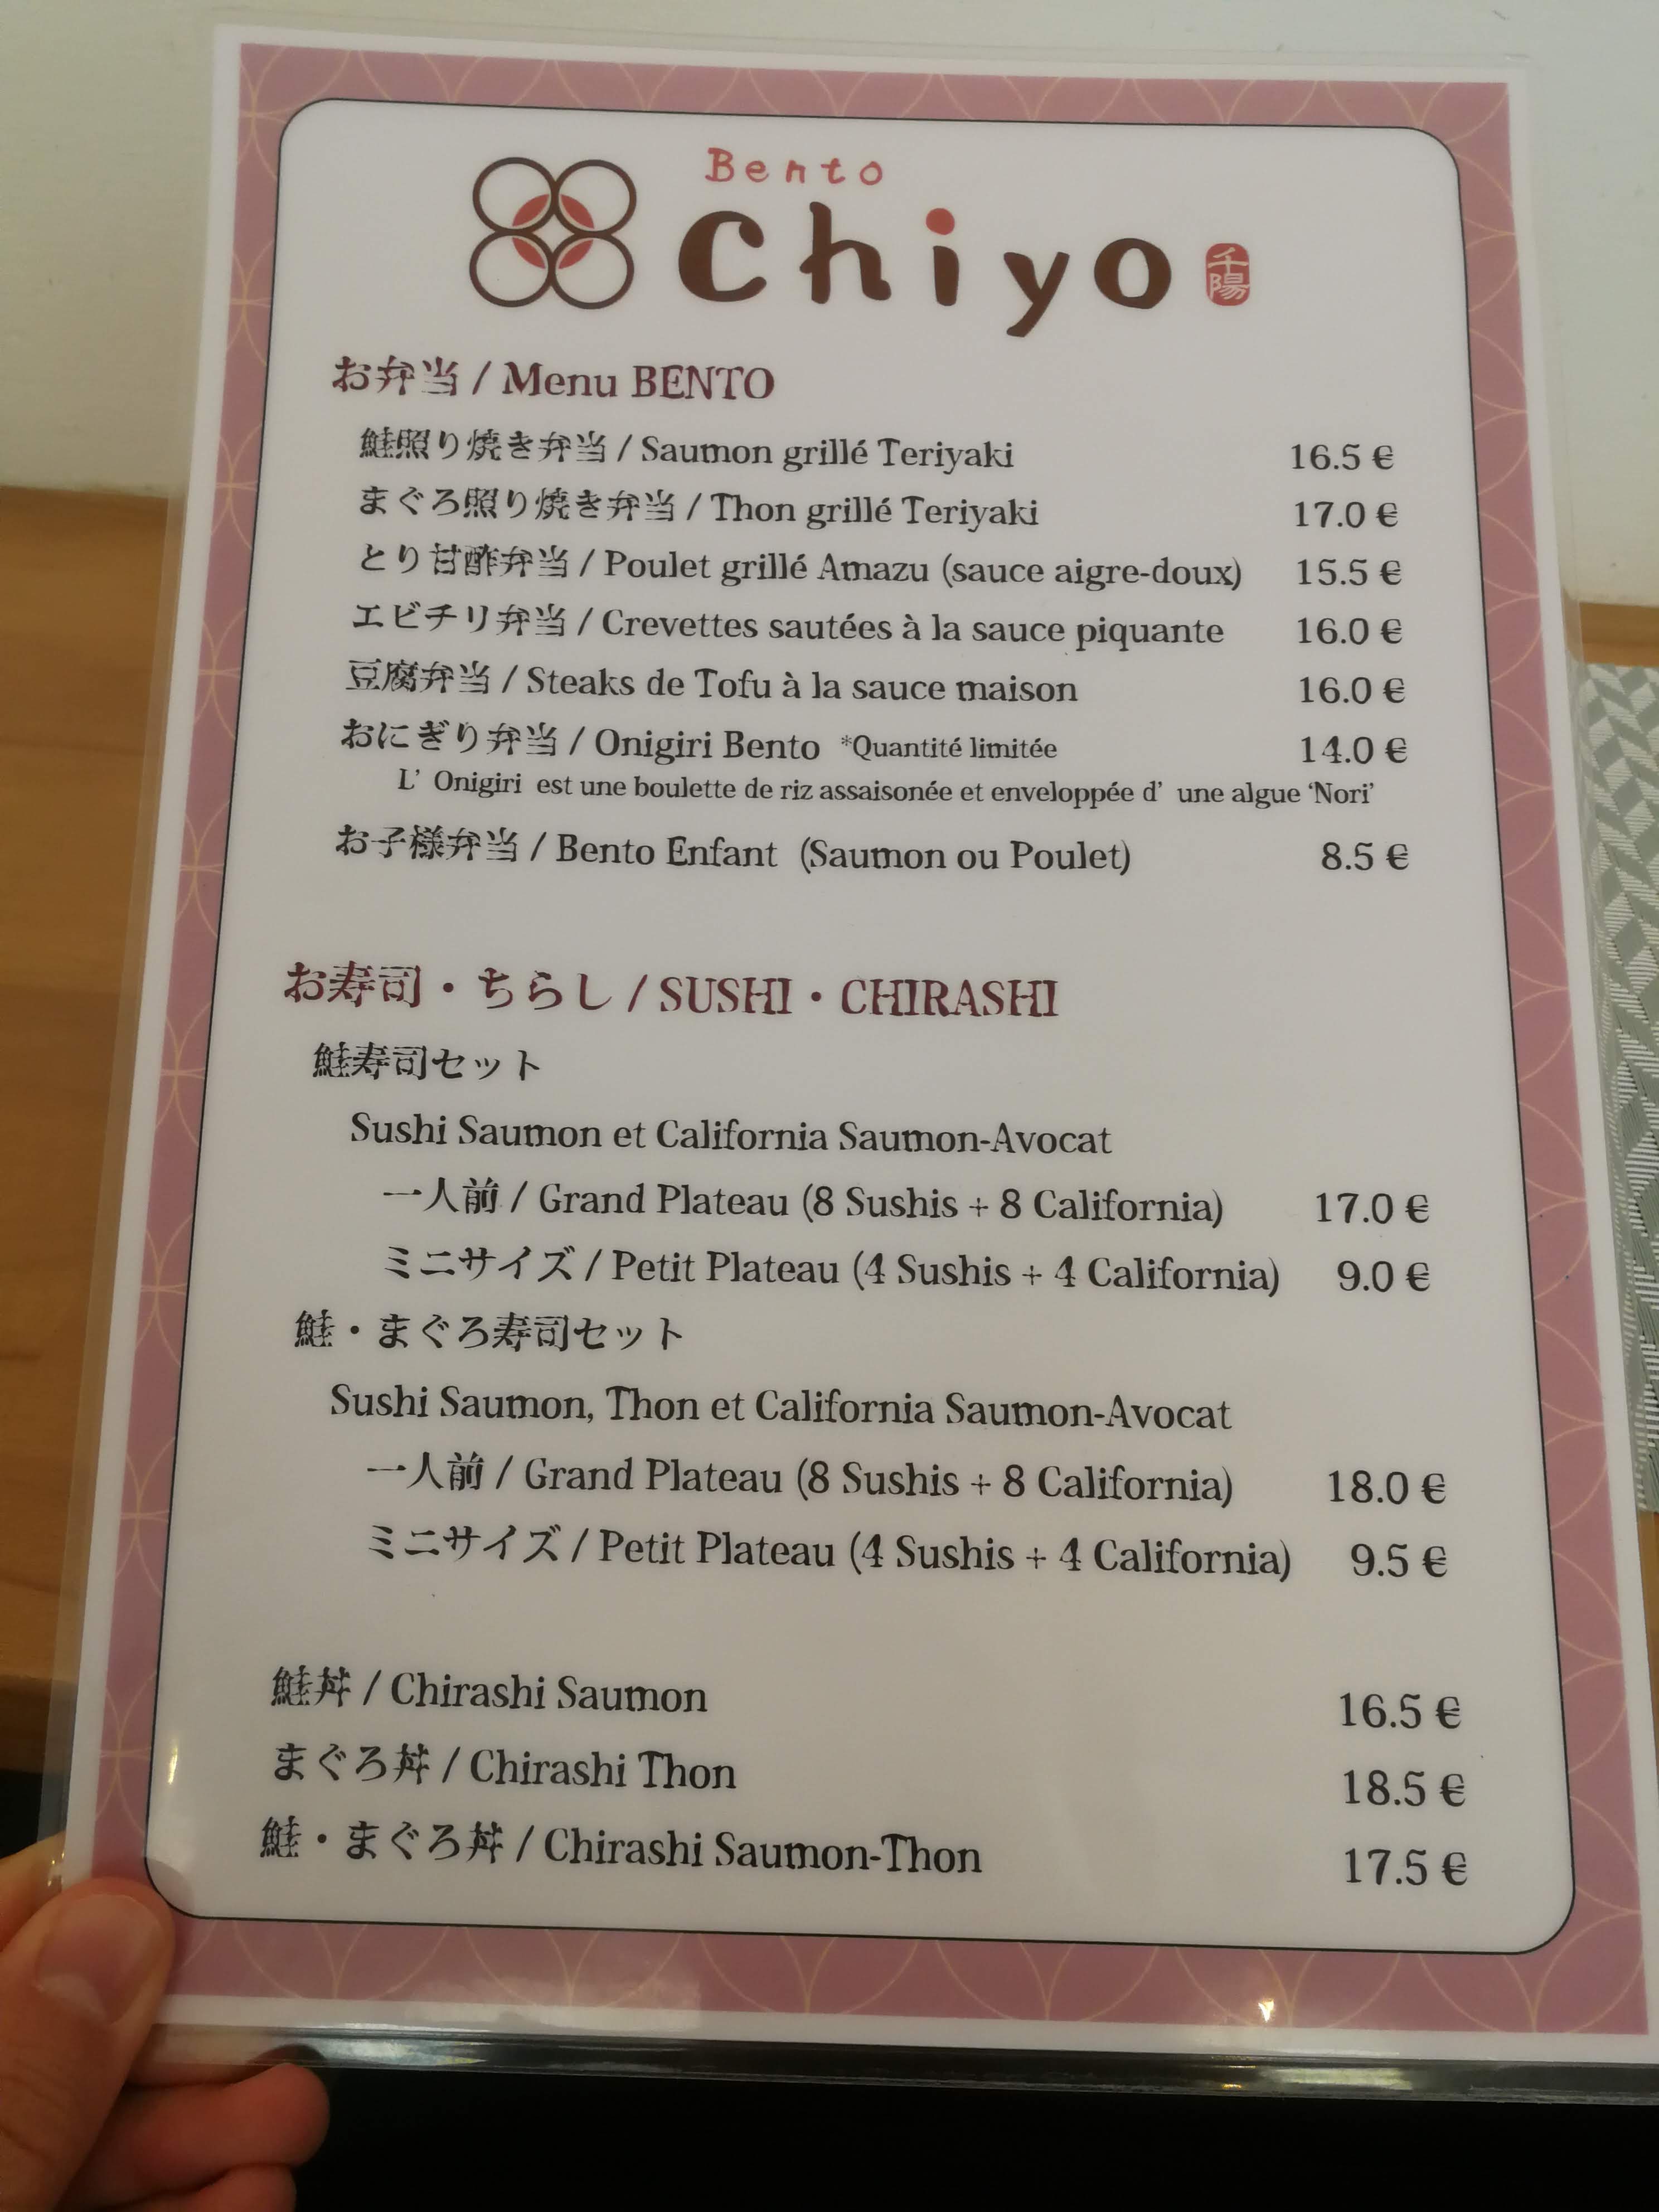 Bento
Chiyo 千陽
お弁当 / Menu BENTO
鮭照り焼き弁当 / Saumon grillé Teriyaki 16.5 €
まぐろ照り焼き弁当 / Thon grillé Teriyaki 17.0 €
とり甘酢弁当 / Poulet grillé Amazu (sauce aigre-doux) 15.5 €
エビチリ弁当 / Crevettes sautées à la sauce piquante 16.0 €
豆腐弁当 / Steaks de Tofu à la sauce maison 16.0 €
おにぎり弁当 / Onigiri Bento *Quantité limitée 14.0 €
L' Onigiri est une boulette de riz assaisonée et enveloppée d' une algue ‘Nori’
お子様弁当 / Bento Enfant (Saumon ou Poulet) 8.5 €
お寿司・ちらし / SUSHI・CHIRASHI
鮭寿司セット
Sushi Saumon et California Saumon-Avocat
一人前 / Grand Plateau (8 Sushis + 8 California) 17.0 €
ミニサイズ / Petit Plateau (4 Sushis + 4 California) 9.0 €
鮭・まぐろ寿司セット
Sushi Saumon, Thon et California Saumon-Avocat
一人前 / Grand Plateau (8 Sushis + 8 California) 18.0 €
ミニサイズ / Petit Plateau (4 Sushis + 4 California) 9.5 €
鮭丼 / Chirashi Saumon 16.5 €
まぐろ丼 / Chirashi Thon 18.5 €
鮭・まぐろ丼 / Chirashi Saumon-Thon 17.5 €